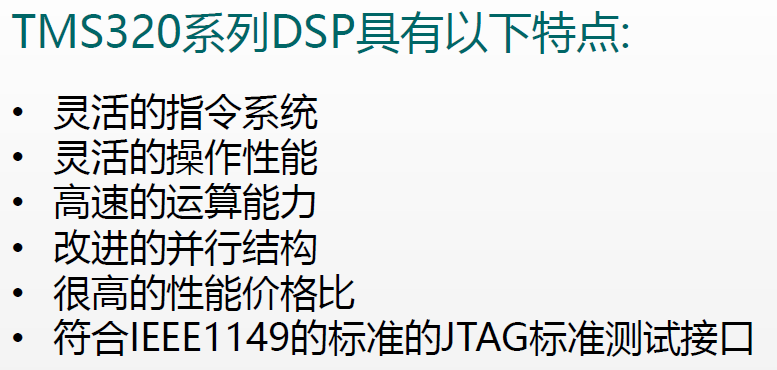 TMS320系列DSP具有以下特点:
• 灵活的指令系统
• 灵活的操作性能
• 高速的运算能力
• 改进的并行结构
• 很高的性能价格比
• 符合IEEE1149的标准的JTAG标准测试接口